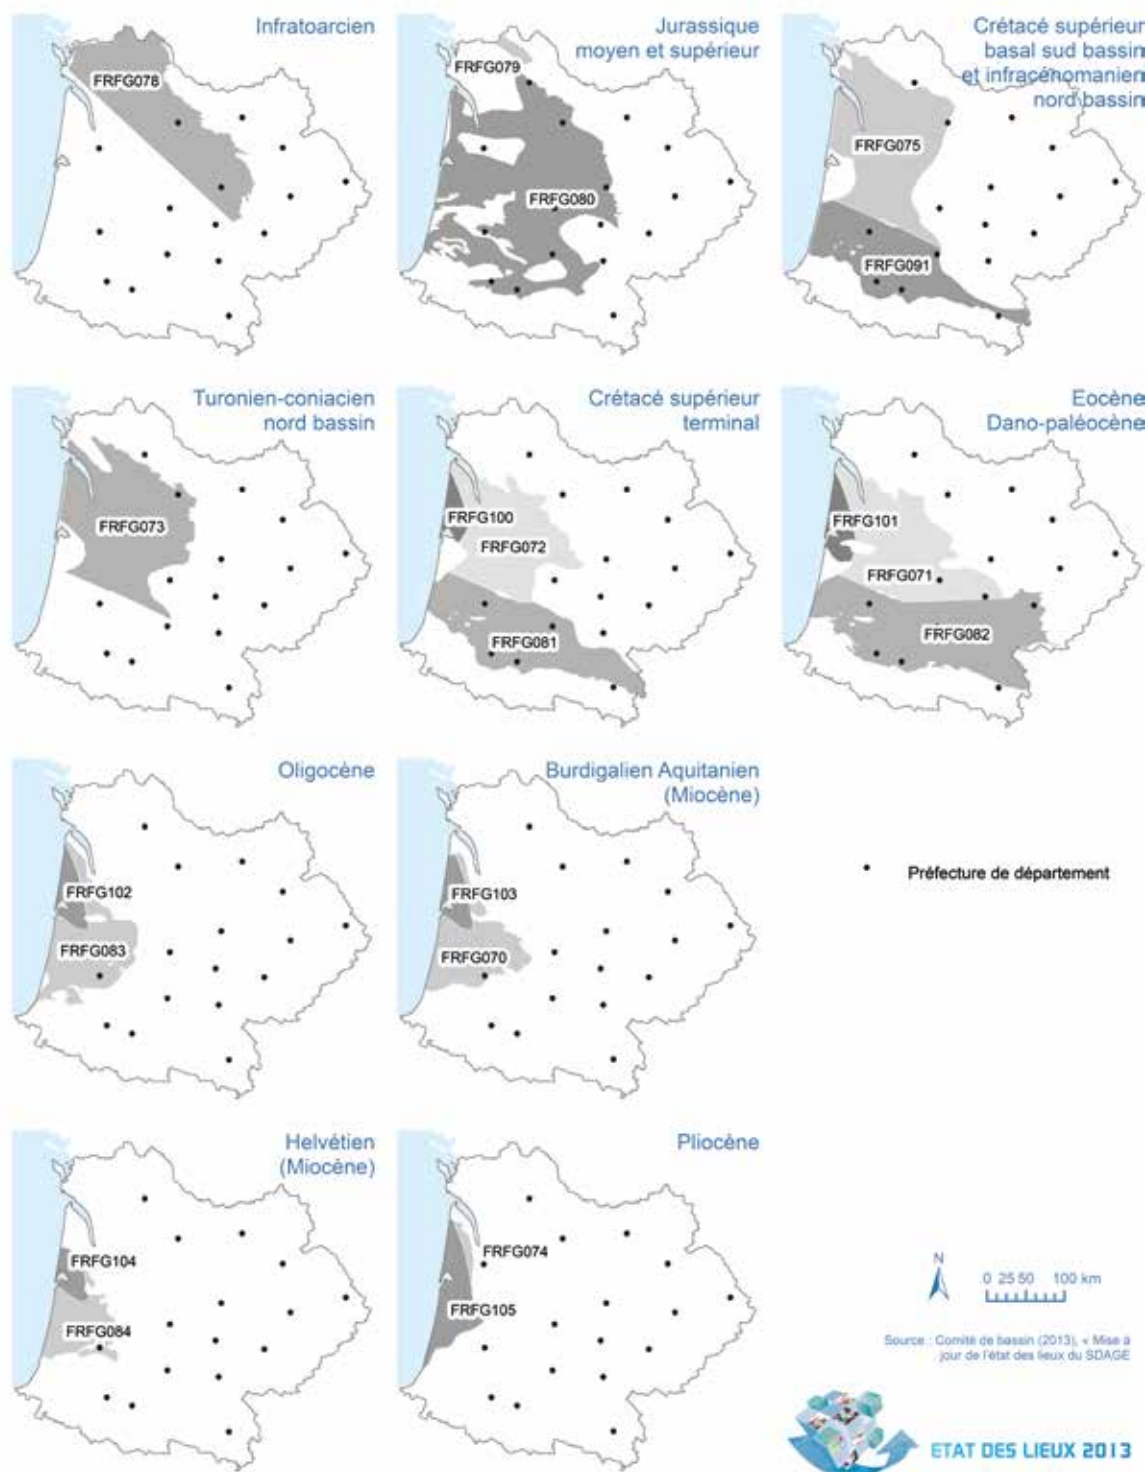 Infratoarcien
FRFG078
Jurassique
moyen et supérieur
FRFG079
FRFG080
Crétacé supérieur
basal sud bassin
et infracénomanien
nord bassin
FRFG075
FRFG091
Turonien-coniacien
nord bassin
FRFG073
Crétacé supérieur
terminal
FRFG100
FRFG072
FRFG081
Eocène
Dano-paléocène
FRFG101
FRFG071
FRFG082
Oligocène
FRFG102
FRFG083
Burdigalien Aquitanien
(Miocène)
FRFG103
FRFG070
Préfecture de département
Helvétien
(Miocène)
FRFG104
FRFG084
Pliocène
FRFG074
FRFG105
N
0 25 50 100 km
Source : Comité de bassin (2013), « Mise à
jour de l'état des lieux du SDAGE
ETAT DES LIEUX 2013